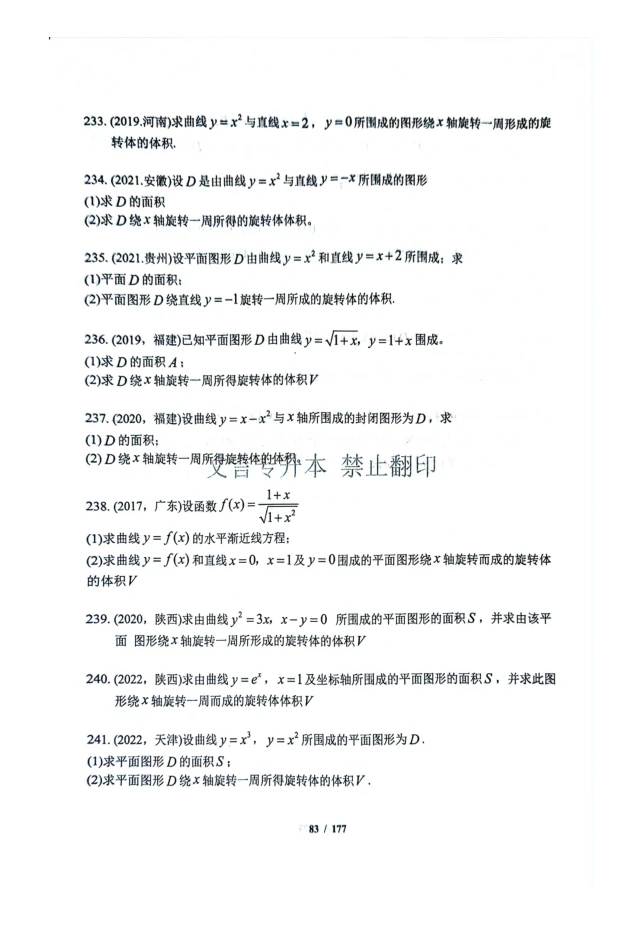 233. (2019.河南)求曲线 y = x² 与直线 x = 2， y = 0 所围成的图形绕 x 轴旋转一周形成的旋
转体的体积.
234. (2021.安徽)设 D 是由曲线 y = x² 与直线 y = -x 所围成的图形
(1)求 D 的面积
(2)求 D 绕 x 轴旋转一周所得的旋转体体积。
235. (2021.贵州)设平面图形 D 由曲线 y = x² 和直线 y = x + 2 所围成；求
(1)平面 D 的面积；
(2)平面图形 D 绕直线 y = -1 旋转一周所成的旋转体的体积.
236. (2019，福建)已知平面图形 D 由曲线 y = √(1+x)， y = 1 + x 围成。
(1)求 D 的面积 A；
(2)求 D 绕 x 轴旋转一周所得旋转体的体积 V
237. (2020，福建)设曲线 y = x - x² 与 x 轴所围成的封闭图形为 D，求
(1) D 的面积；
(2) D 绕 x 轴旋转一周所得旋转体的体积。
文言专升本 禁止翻印
238. (2017，广东)设函数 f(x) = (1+x)/√(1+x²)
(1)求曲线 y = f(x) 的水平渐近线方程；
(2)求曲线 y = f(x) 和直线 x = 0， x = 1 及 y = 0 围成的平面图形绕 x 轴旋转而成的旋转体
的体积 V
239. (2020，陕西)求由曲线 y² = 3x， x - y = 0 所围成的平面图形的面积 S，并求由该平
面 图形绕 x 轴旋转一周所形成的旋转体的体积 V
240. (2022，陕西)求由曲线 y = eˣ， x = 1 及坐标轴所围成的平面图形的面积 S，并求此图
形绕 x 轴旋转一周而成的旋转体体积 V
241. (2022，天津)设曲线 y = x³， y = x² 所围成的平面图形为 D.
(1)求平面图形 D 的面积 S；
(2)求平面图形 D 绕 x 轴旋转一周所得旋转体的体积 V.
83 / 177